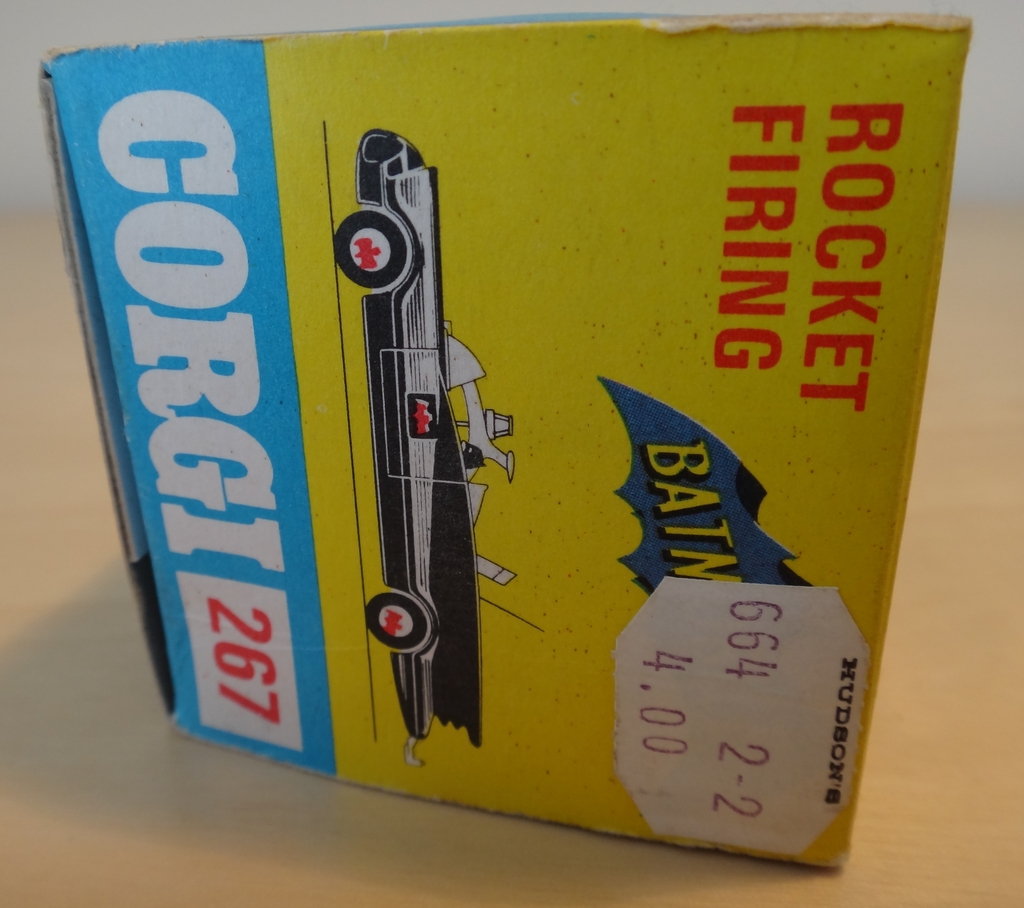 ROCKET
FIRING
BATM
HUDSON'S
664 2-2
4.00
CORGI 267